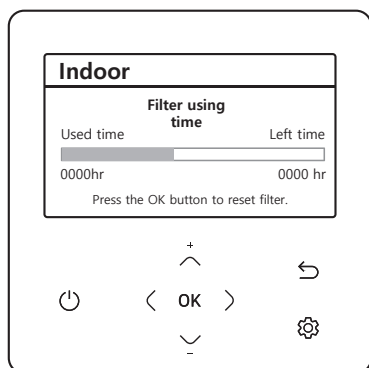 Indoor
Filter using
time
Used time Left time
0000hr 0000 hr
Press the OK button to reset filter.
+
OK
−